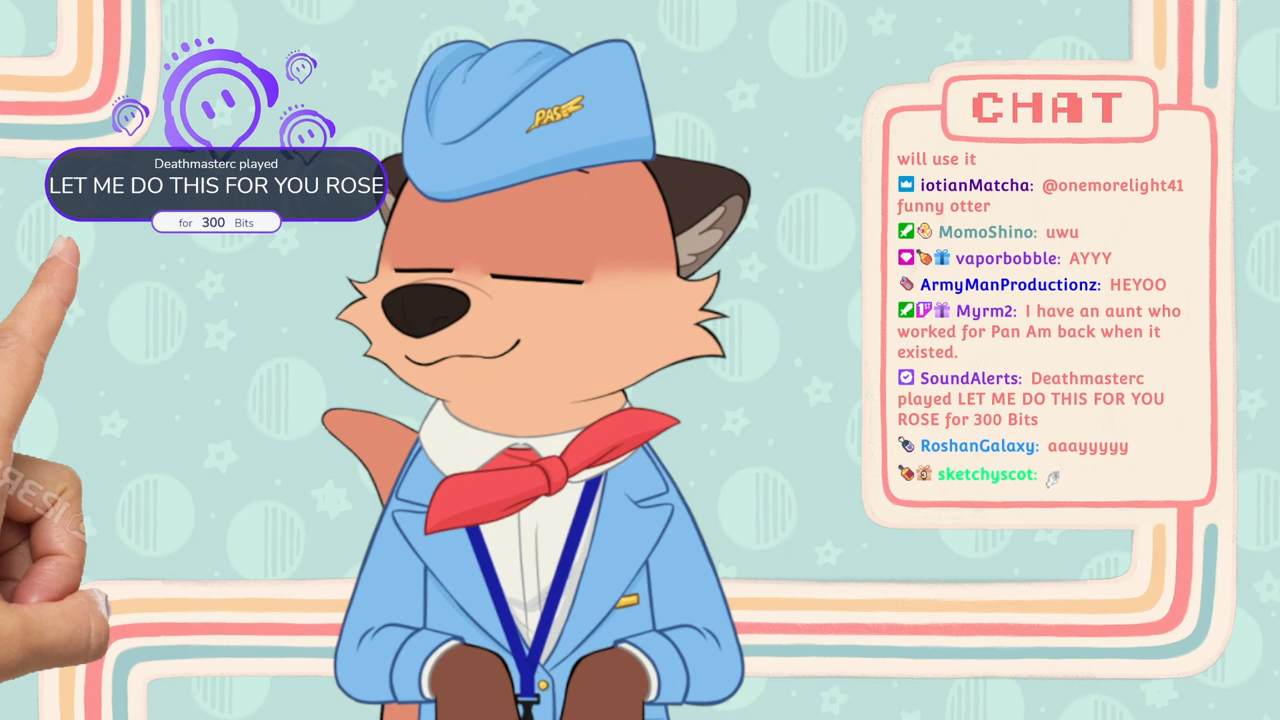 Deathmasterc played
LET ME DO THIS FOR YOU ROSE
for 300 Bits
PASE
CHAT
will use it
iotianMatcha: @onemorelight41
funny otter
MomoShino: uwu
vaporbobble: AYYY
ArmyManProductionz: HEYOO
Myrm2: I have an aunt who
worked for Pan Am back when it
existed.
SoundAlerts: Deathmasterc
played LET ME DO THIS FOR YOU
ROSE for 300 Bits
RoshanGalaxy: aaayyyyy
sketchyscot: